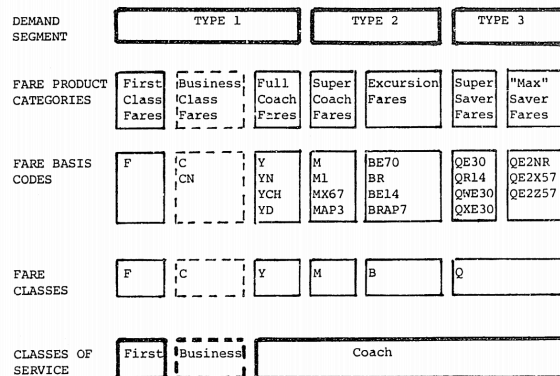 DEMAND SEGMENT
TYPE 1
TYPE 2
TYPE 3
FARE PRODUCT CATEGORIES
First Class Fares
Business Class Fares
Full Coach Fares
Super Coach Fares
Excursion Fares
Super Saver Fares
"Max" Saver Fares
FARE BASIS CODES
F
C
CN
Y
YN
YCH
YD
M
M1
MX67
MAP3
BE70
BR
BE14
BRAP7
QE30
QR14
QWE30
QXE30
QE2NR
QE2X57
QE2Z57
FARE CLASSES
F
C
Y
M
B
Q
CLASSES OF SERVICE
First
Business
Coach